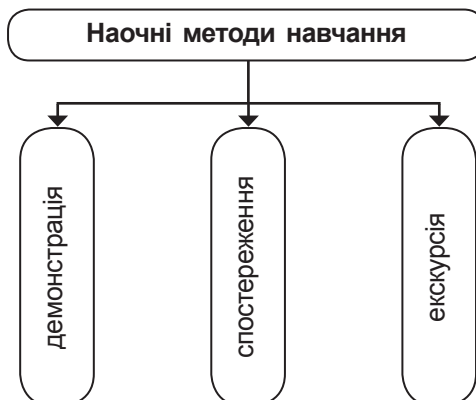 Наочні методи навчання
демонстрація
спостереження
екскурсія